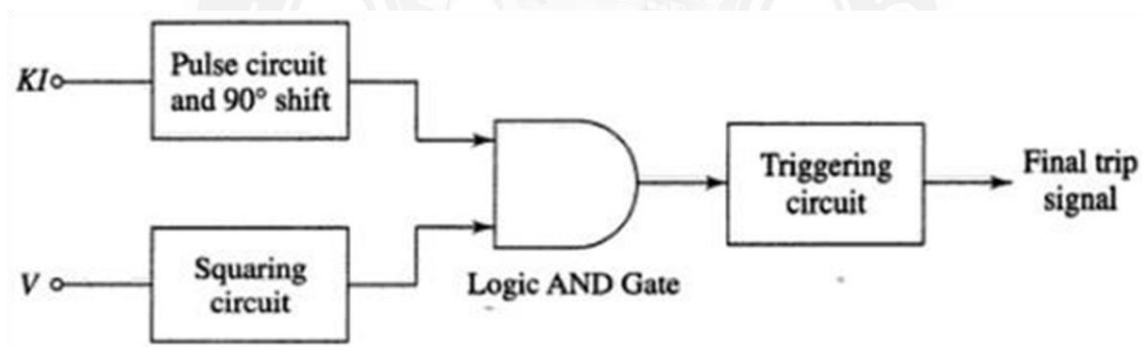 KI
Pulse circuit
and 90° shift
V
Squaring
circuit
Logic AND Gate
Triggering
circuit
Final trip
signal